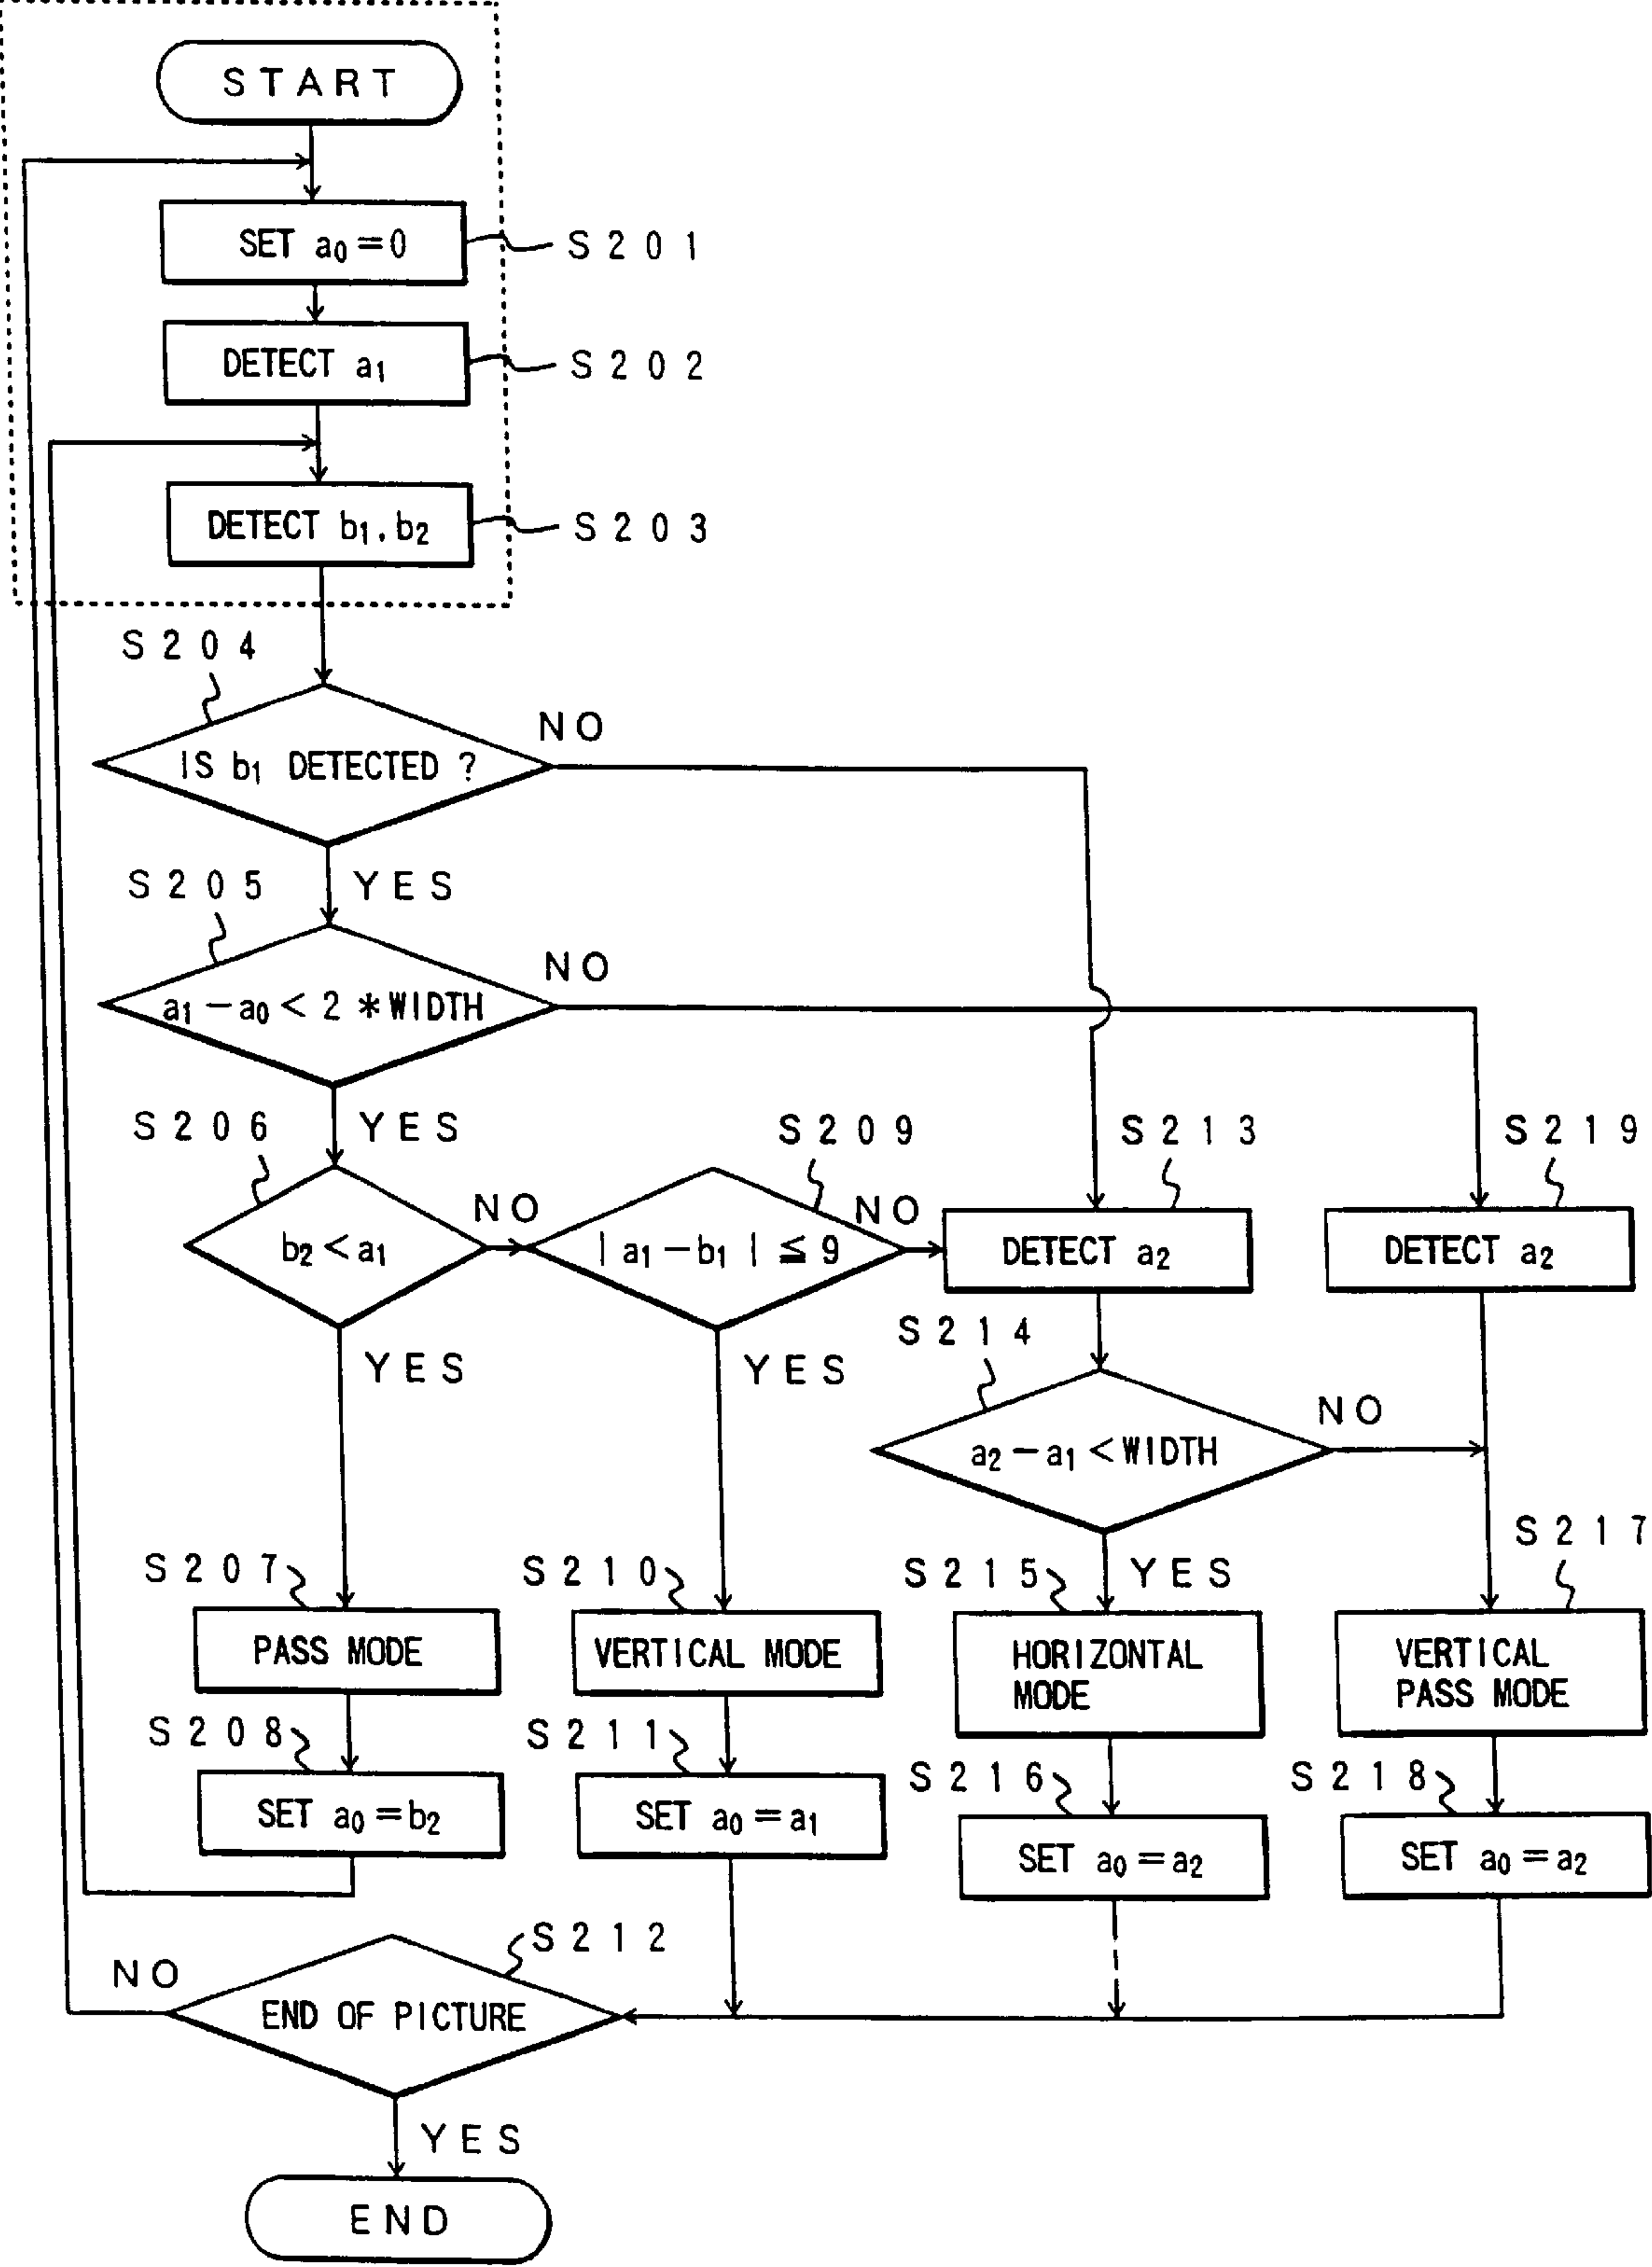 START
SET a₀=0
S201
DETECT a₁
S202
DETECT b₁, b₂
S203
S204
IS b₁ DETECTED ?
NO
YES
S205
a₁−a₀<2*WIDTH
NO
YES
S206
b₂<a₁
NO
YES
S209
|a₁−b₁|≦9
NO
YES
S213
DETECT a₂
S219
DETECT a₂
S214
a₂−a₁<WIDTH
NO
YES
S207
PASS MODE
S210
VERTICAL MODE
S215
HORIZONTAL
MODE
S217
VERTICAL
PASS MODE
S208
SET a₀=b₂
S211
SET a₀=a₁
S216
SET a₀=a₂
S218
SET a₀=a₂
S212
END OF PICTURE
NO
YES
END